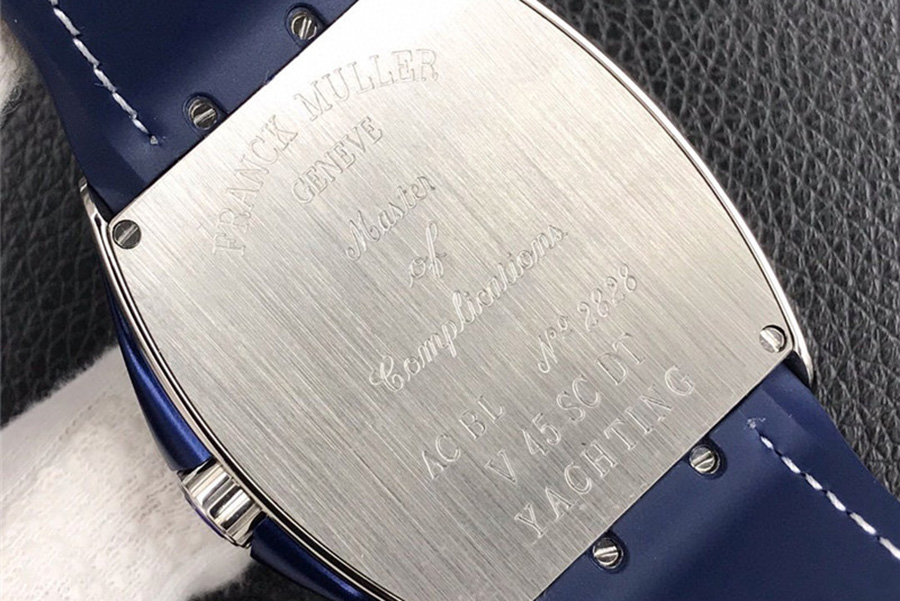 FRANCK MULLER
GENEVE
Master
of
Complications
Nº 2828
AC BL
V 45 SC DT
YACHTING